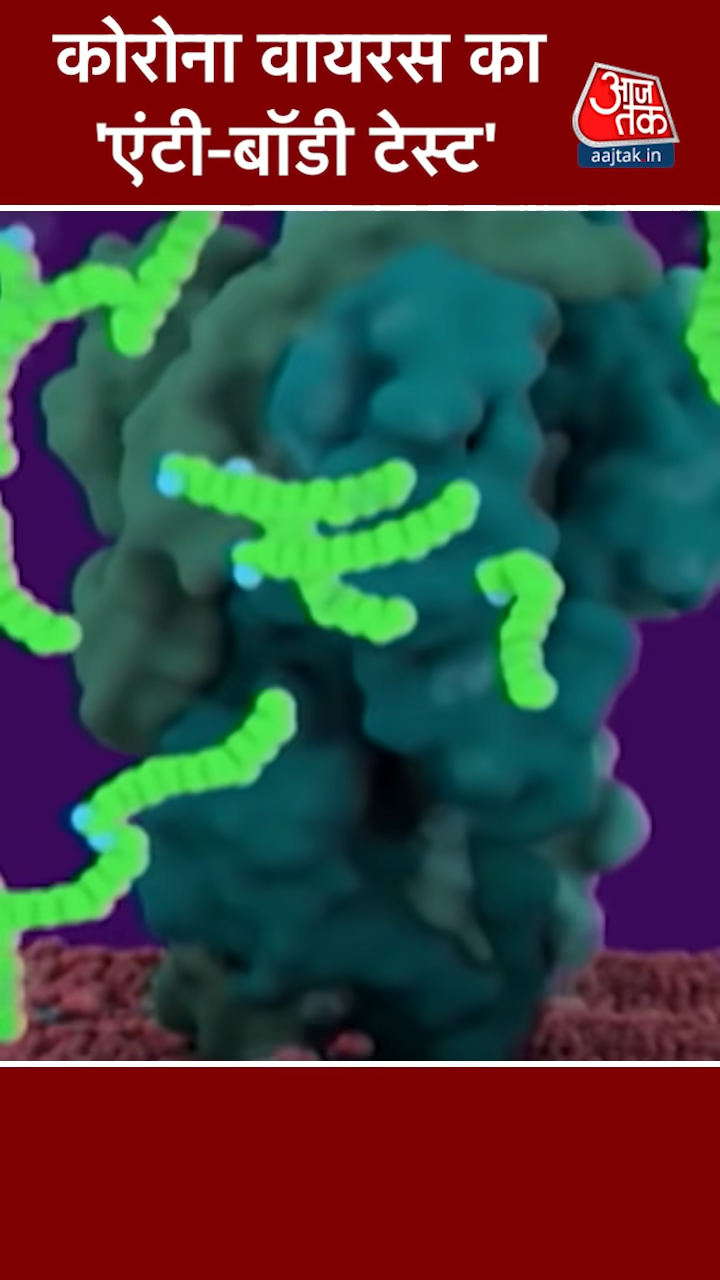 कोरोना वायरस का
'एंटी-बॉडी टेस्ट'
आज
तक
aajtak.in